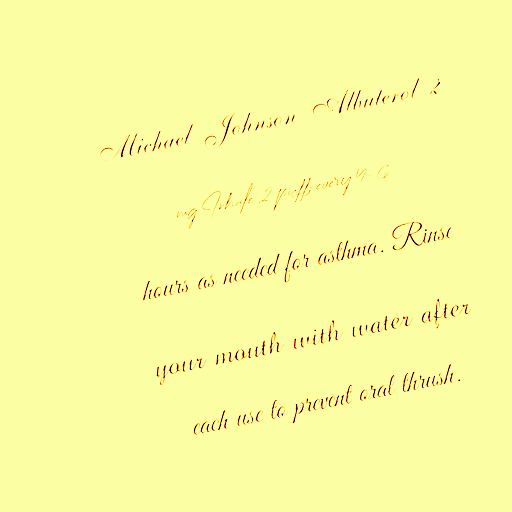 Michael Johnson Albuterol 2
mg Inhale 2 puffs every 4-6
hours as needed for asthma. Rinse
your mouth with water after
each use to prevent oral thrush.